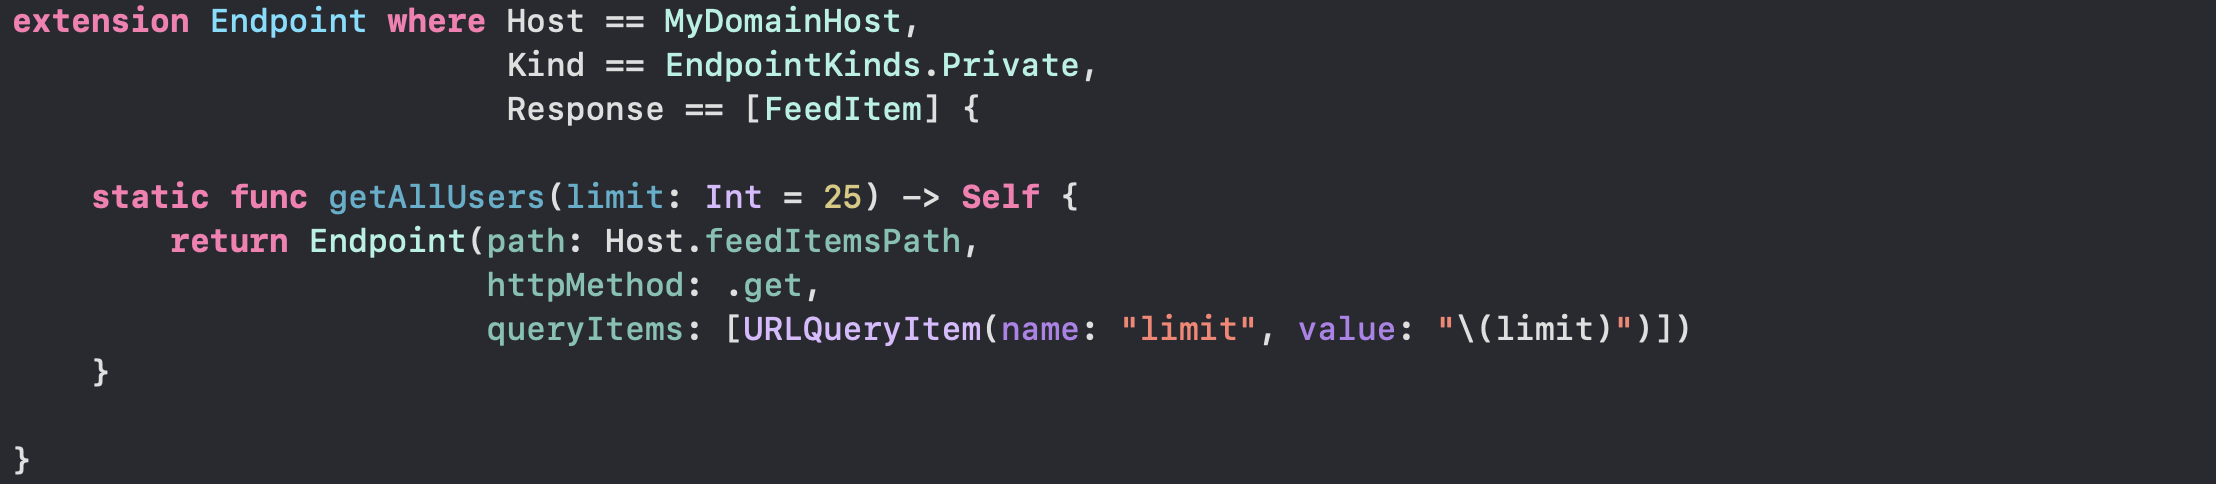 extension Endpoint where Host == MyDomainHost,
                         Kind == EndpointKinds.Private,
                         Response == [FeedItem] {

    static func getAllUsers(limit: Int = 25) -> Self {
        return Endpoint(path: Host.feedItemsPath,
                        httpMethod: .get,
                        queryItems: [URLQueryItem(name: "limit", value: "\(limit)")])
    }

}